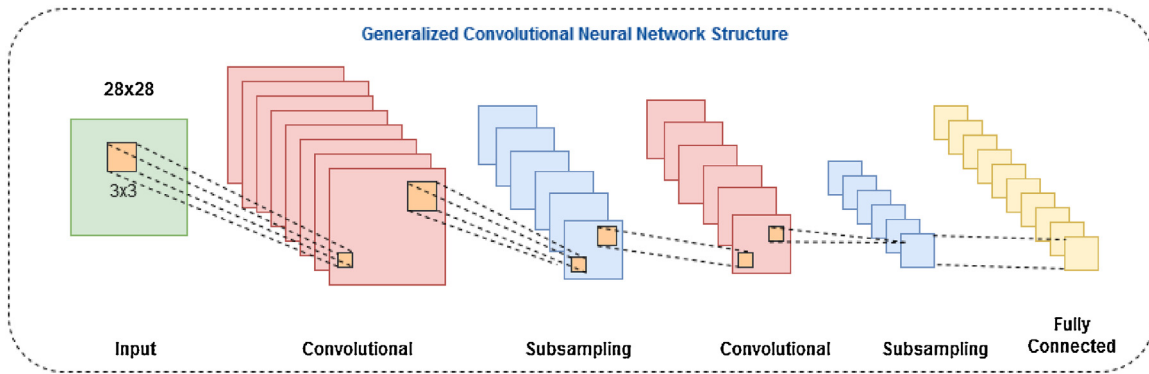 Generalized Convolutional Neural Network Structure
28x28
3x3
Input
Convolutional
Subsampling
Convolutional
Subsampling
Fully
Connected